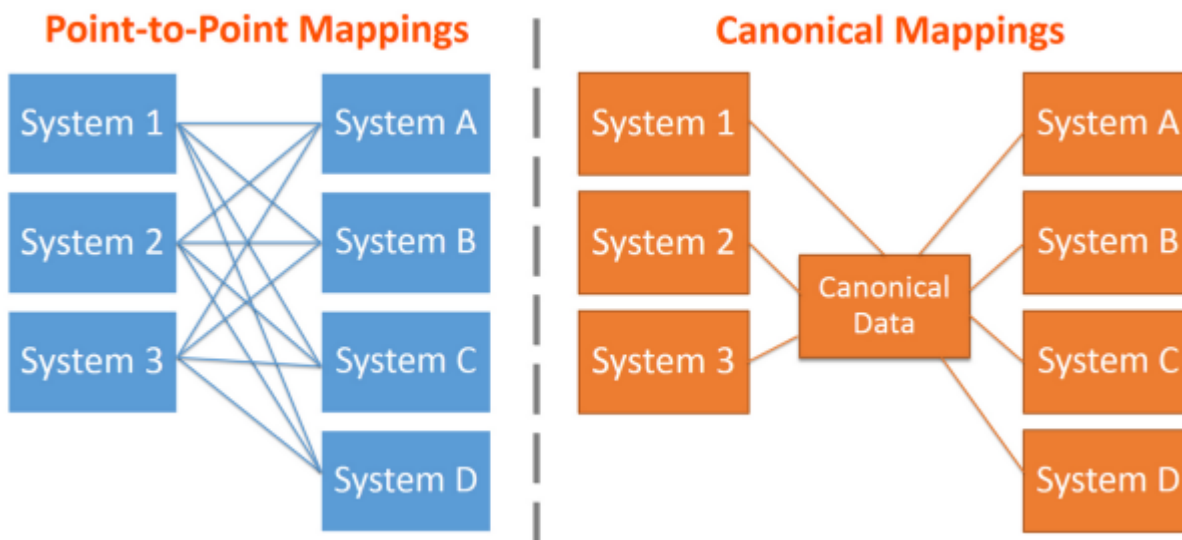 Point-to-Point Mappings
System 1
System A
System 2
System B
System 3
System C
System D
Canonical Mappings
System 1
System A
System 2
System B
Canonical
Data
System 3
System C
System D